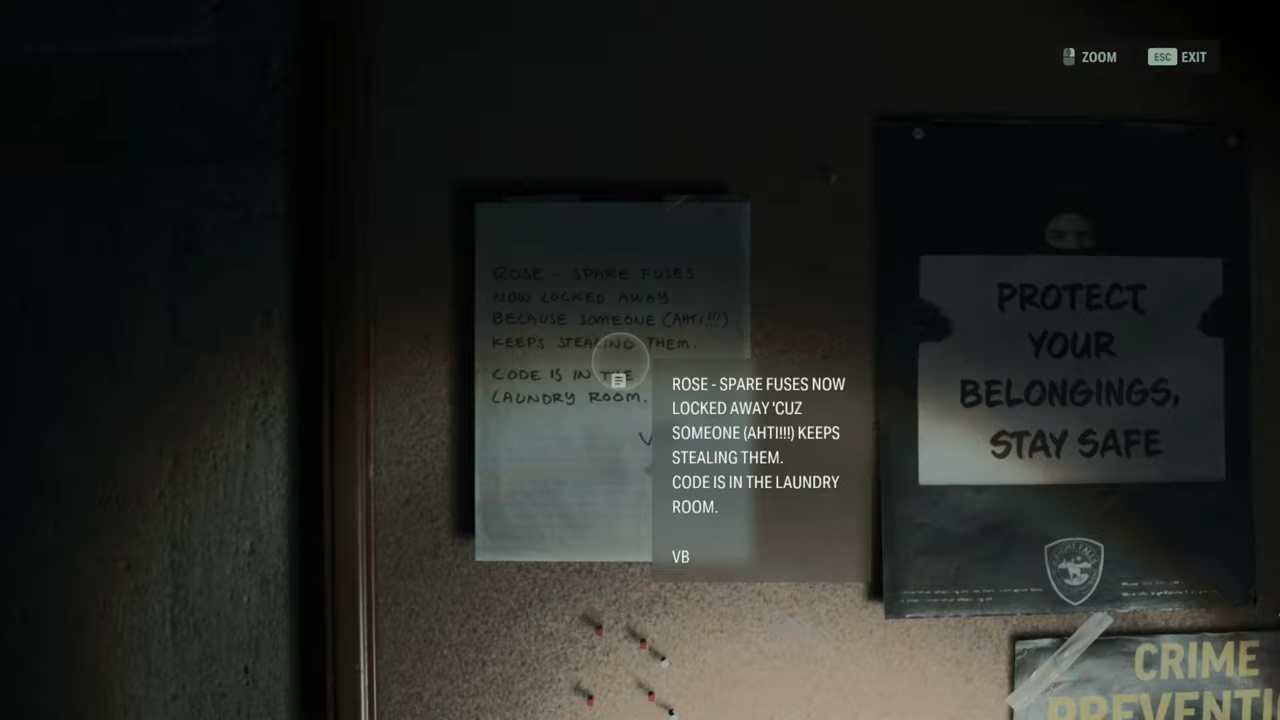 ZOOM
ESC EXIT
ROSE - SPARE FUSES
NOW LOCKED AWAY
BECAUSE SOMEONE (AHTI!!!)
KEEPS STEALING THEM.
CODE IS IN THE
LAUNDRY ROOM.
V
ROSE - SPARE FUSES NOW
LOCKED AWAY 'CUZ
SOMEONE (AHTI!!!) KEEPS
STEALING THEM.
CODE IS IN THE LAUNDRY
ROOM.
VB
PROTECT
YOUR
BELONGINGS,
STAY SAFE
CRIME
PREVENTI